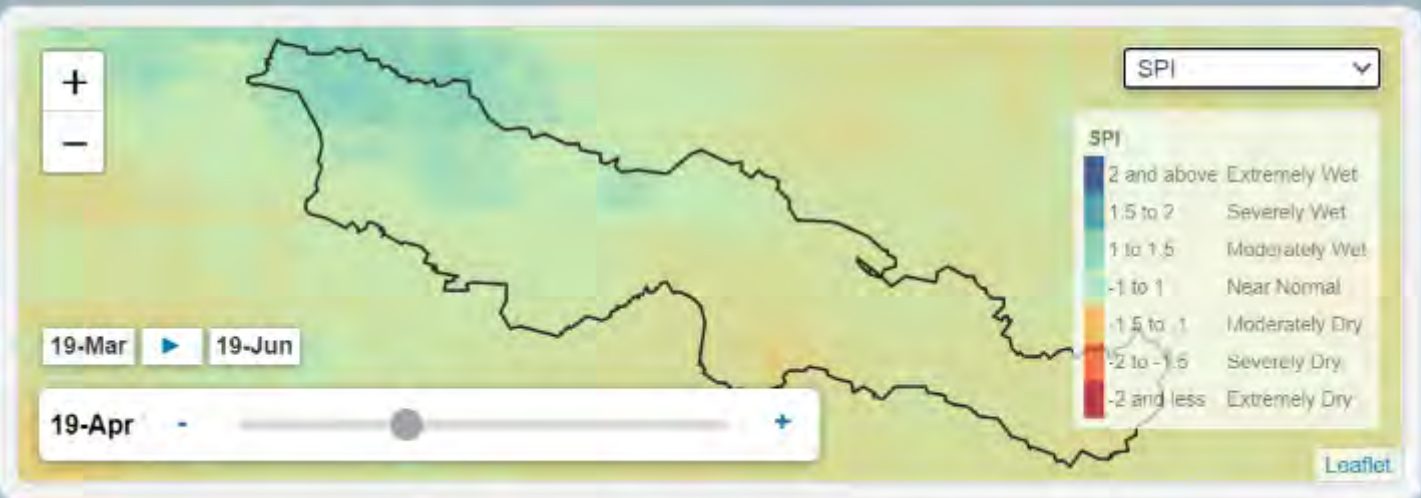 +
−
SPI
SPI
2 and above Extremely Wet
1.5 to 2 Severely Wet
1 to 1.5 Moderately Wet
-1 to 1 Near Normal
-1.5 to -1 Moderately Dry
-2 to -1.5 Severely Dry
-2 and less Extremely Dry
19-Mar 19-Jun
19-Apr - +
Leaflet